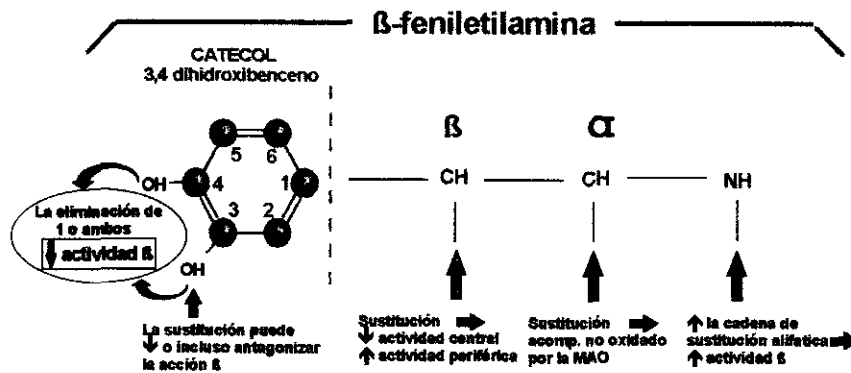 ß-feniletilamina
CATECOL
3,4 dihidroxibenceno
ß
α
5
6
OH
4
1
CH
CH
NH
3
2
La eliminación de
1 o ambos
actividad ß
OH
La sustitución puede
o incluso antagonizar
la acción ß
Sustitución
actividad central
actividad periférica
Sustitución
acomp. no oxidado
por la MAO
la cadena de
sustitución alifatica
actividad ß